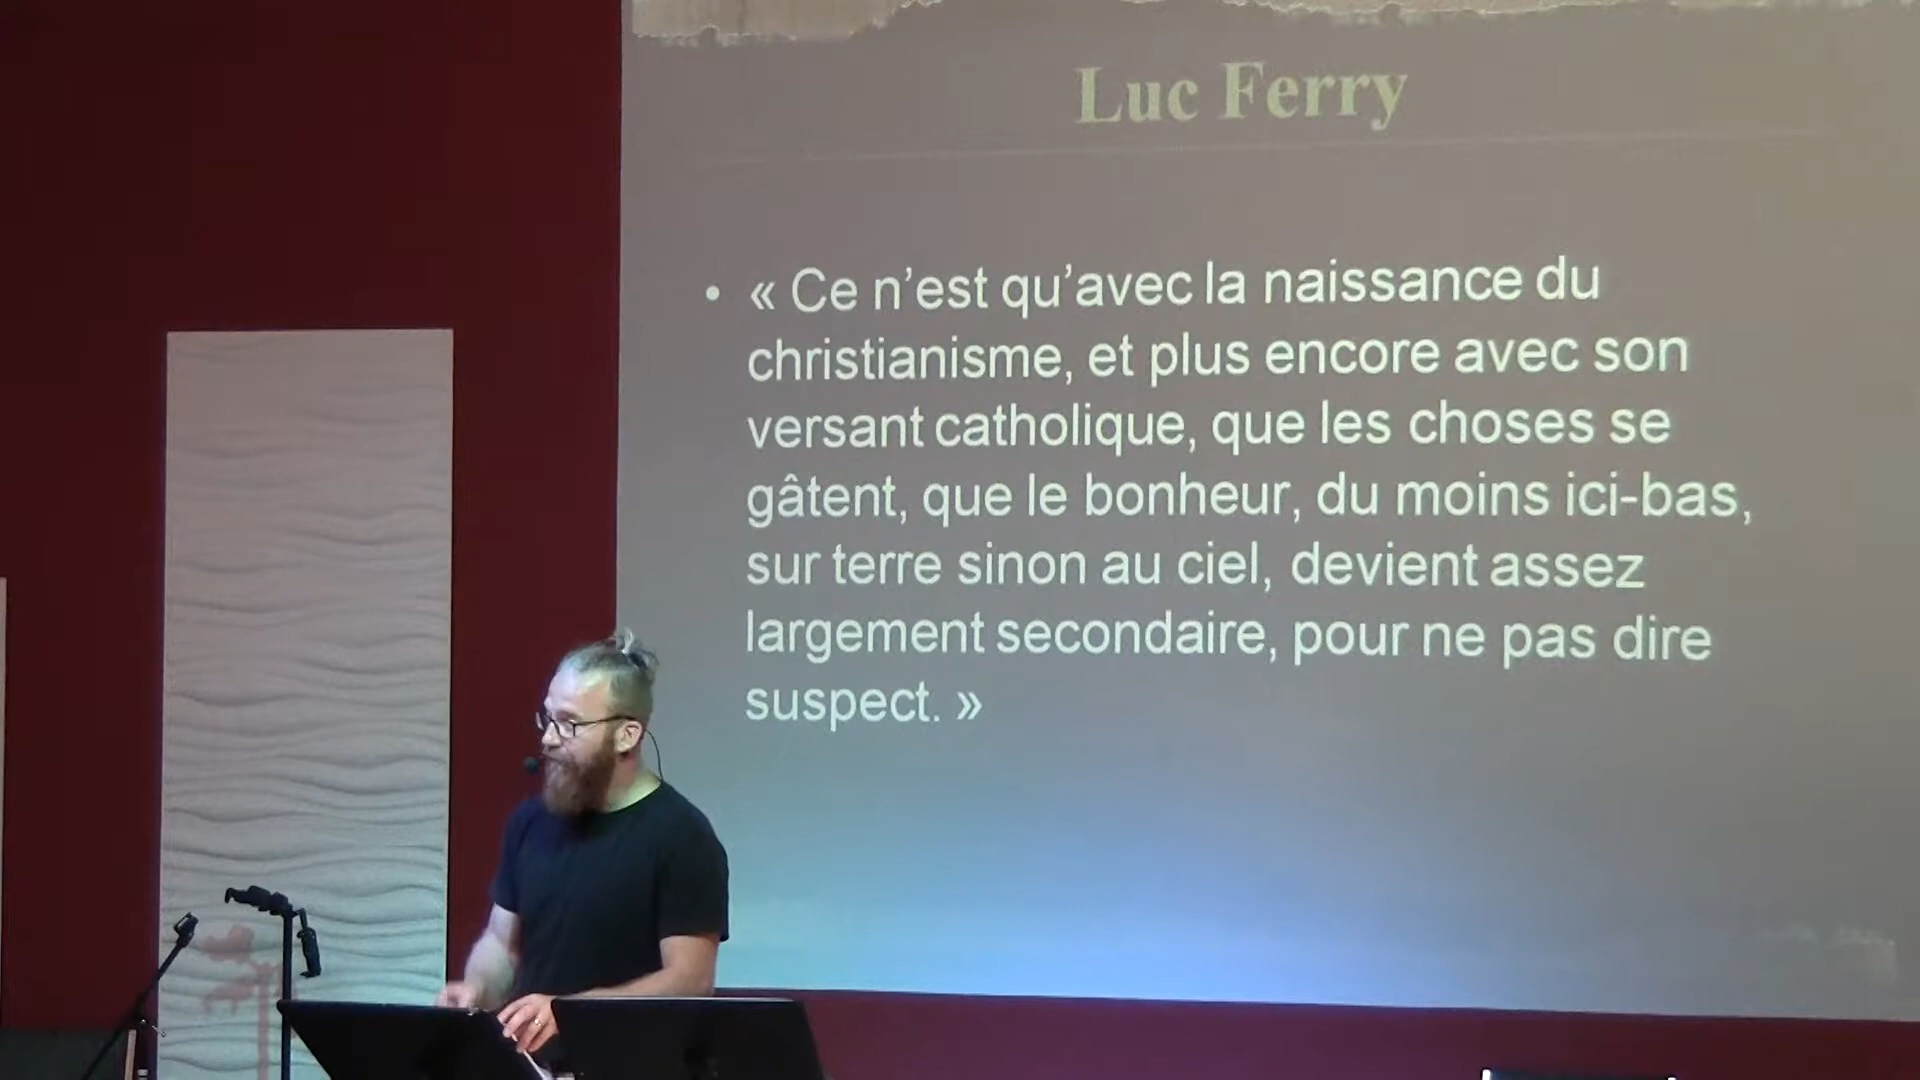 Luc Ferry
• « Ce n’est qu’avec la naissance du
christianisme, et plus encore avec son
versant catholique, que les choses se
gâtent, que le bonheur, du moins ici-bas,
sur terre sinon au ciel, devient assez
largement secondaire, pour ne pas dire
suspect. »